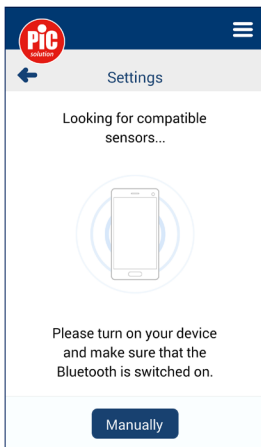 PiC
solution
Settings
Looking for compatible
sensors...
Please turn on your device
and make sure that the
Bluetooth is switched on.
Manually